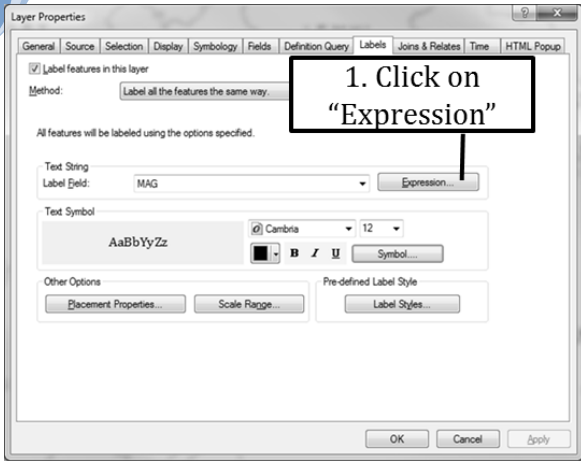 Layer Properties
General Source Selection Display Symbology Fields Definition Query Labels Joins & Relates Time HTML Popup
Label features in this layer
Method: Label all the features the same way.
1. Click on
“Expression”
All features will be labeled using the options specified.
Text String
Label Field: MAG Expression...
Text Symbol
AaBbYyZz
Cambria 12
B I U Symbol...
Other Options
Pre-defined Label Style
Placement Properties... Scale Range... Label Styles...
OK Cancel Apply